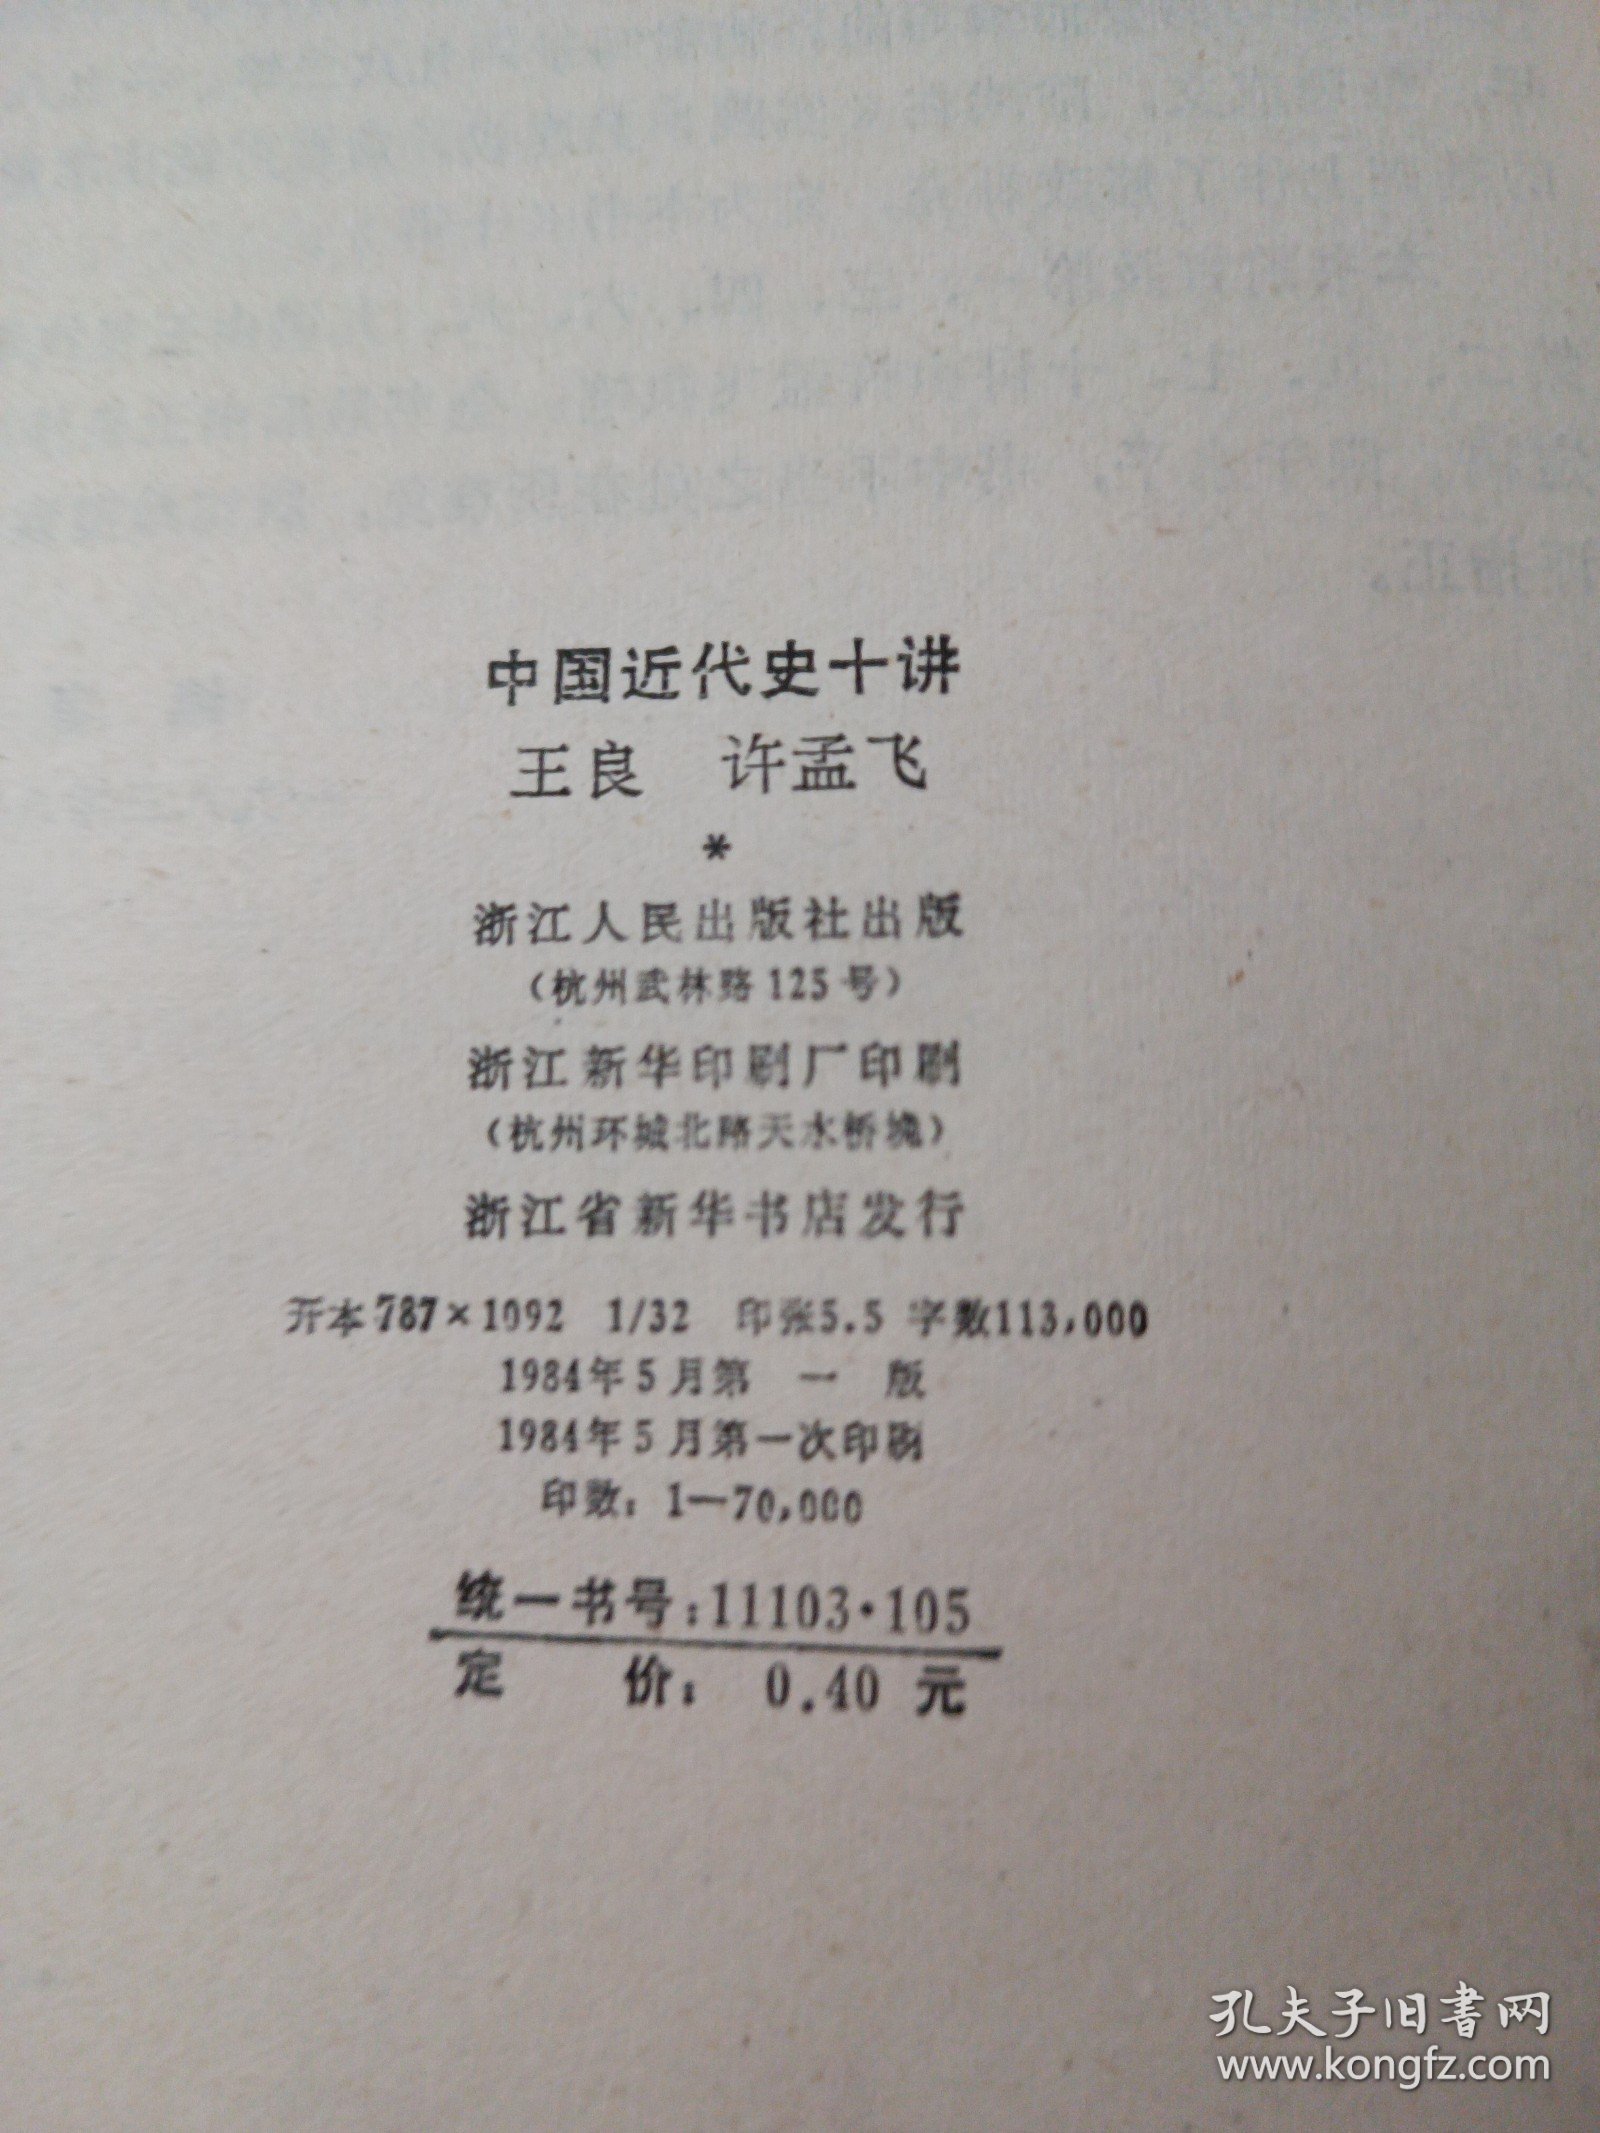 中国近代史十讲
王良 许孟飞
*
浙江人民出版社出版
(杭州武林路125号)
浙江新华印刷厂印刷
(杭州环城北路天水桥堍)
浙江省新华书店发行
开本787×1092 1/32 印张5.5 字数113,000
1984年5月第 一 版
1984年5月第一次印刷
印数：1—70,000
统一书号：11103·105
定 价： 0.40 元
孔夫子旧書网
www.kongfz.com